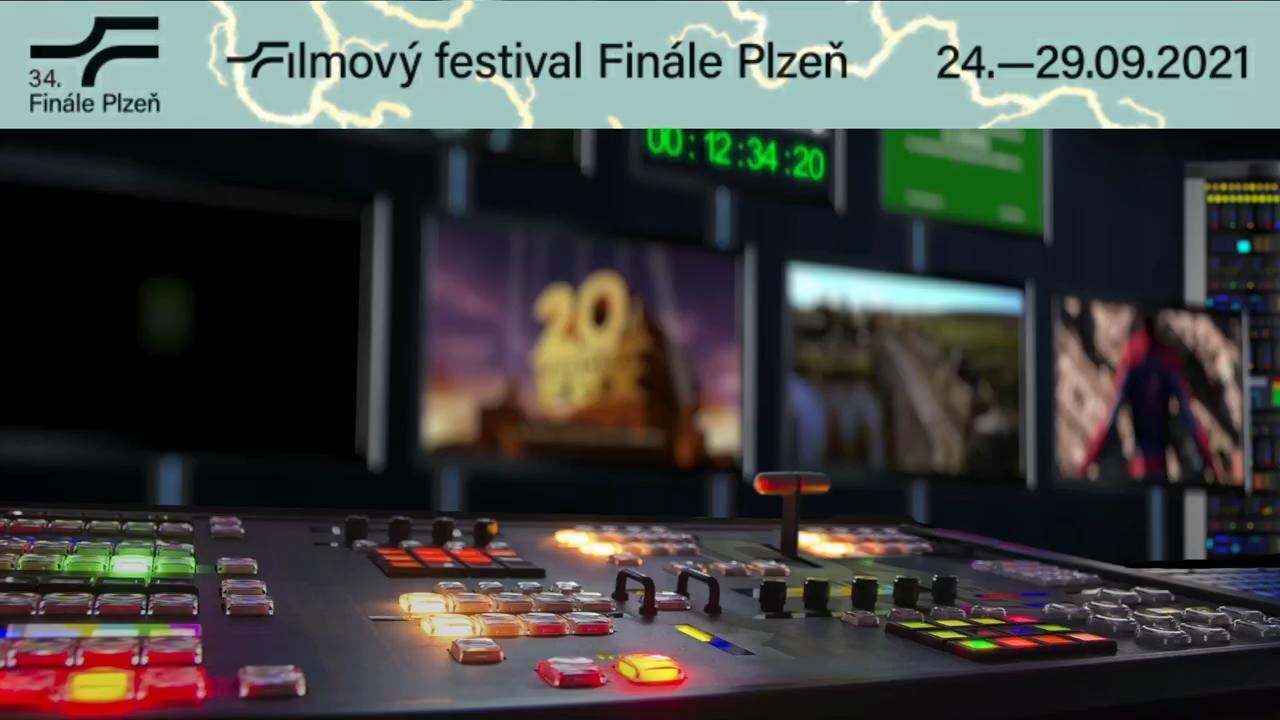 34.
Finále Plzeň
Filmový festival Finále Plzeň
24.—29.09.2021
00:12:34:20
20